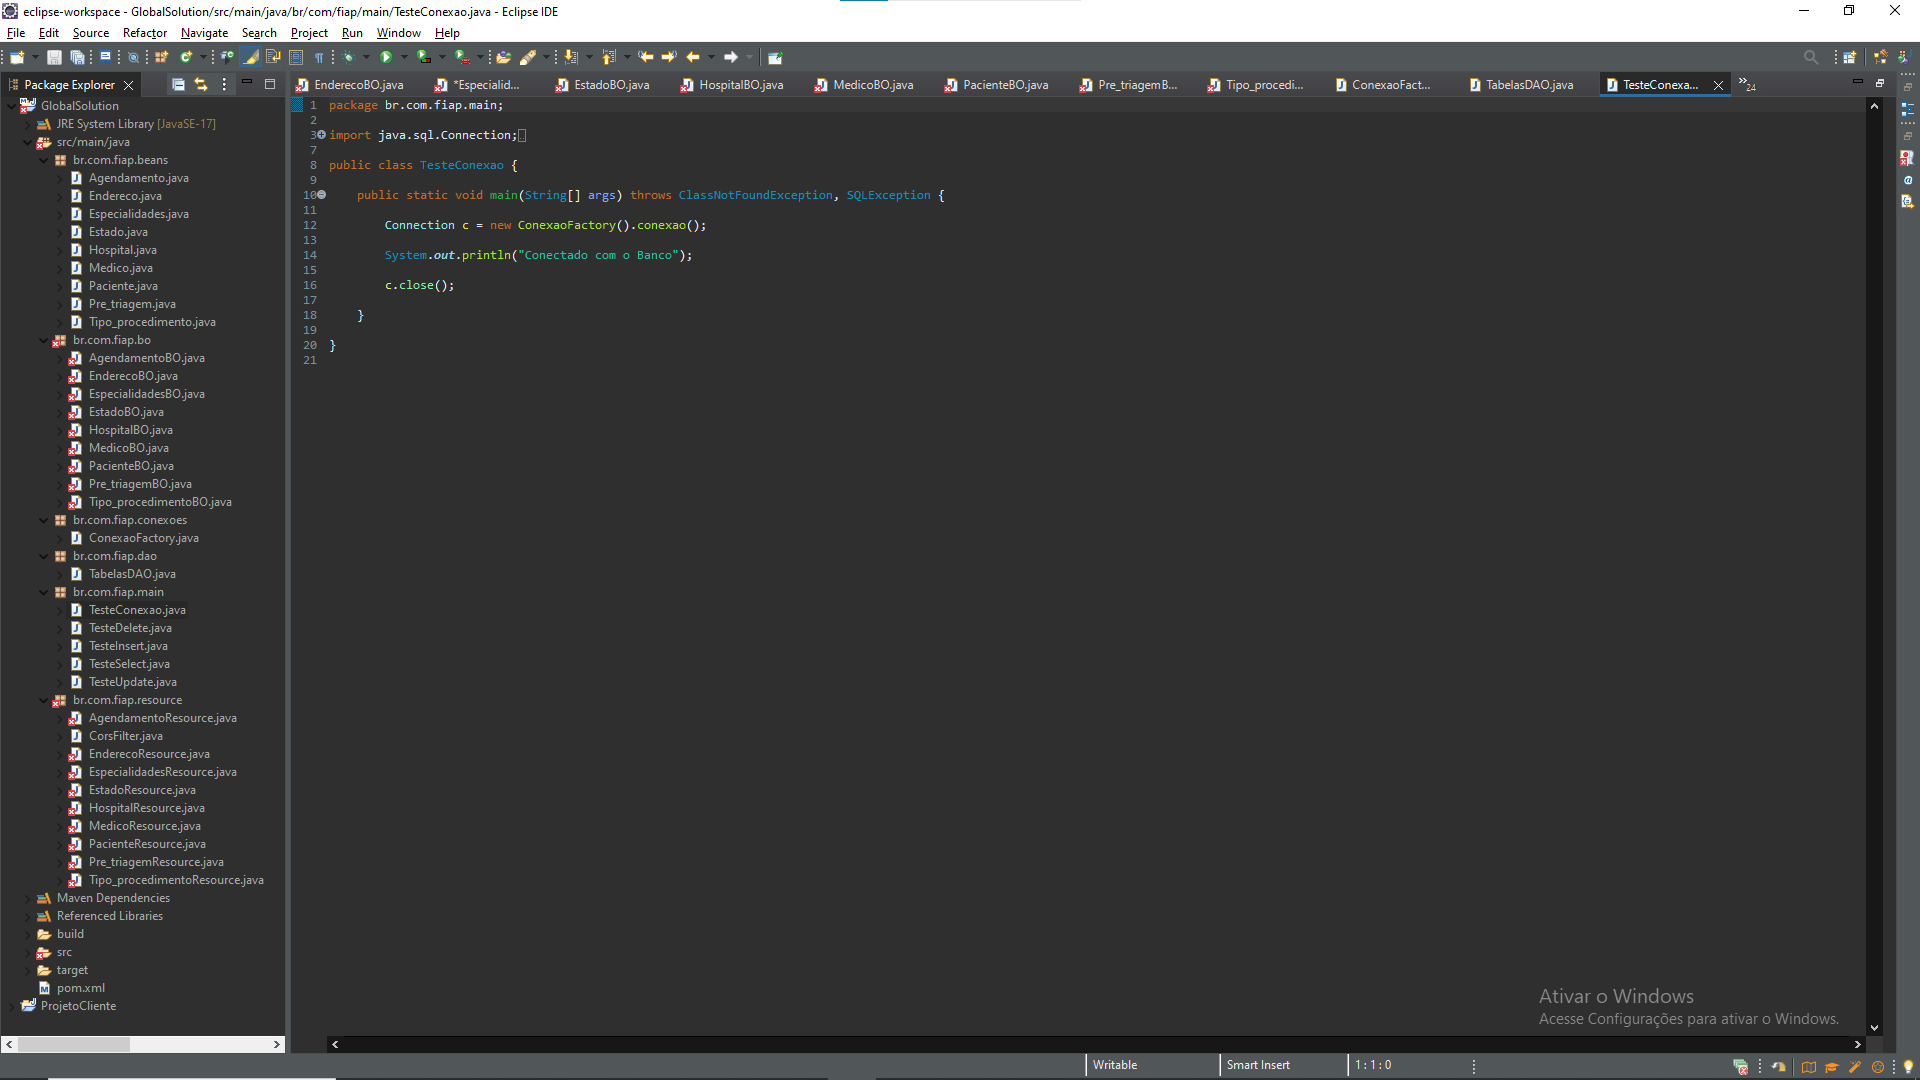 eclipse-workspace - GlobalSolution/src/main/java/br/com/fiap/main/TesteConexao.java - Eclipse IDE
File Edit Source Refactor Navigate Search Project Run Window Help
Package Explorer
EnderecoBO.java *Especialid... EstadoBO.java HospitalBO.java MedicoBO.java PacienteBO.java Pre_triagemB... Tipo_procedi... ConexaoFact... TabelasDAO.java TesteConexa... 24
GlobalSolution
JRE System Library [JavaSE-17]
src/main/java
br.com.fiap.beans
Agendamento.java
Endereco.java
Especialidades.java
Estado.java
Hospital.java
Medico.java
Paciente.java
Pre_triagem.java
Tipo_procedimento.java
br.com.fiap.bo
AgendamentoBO.java
EnderecoBO.java
EspecialidadesBO.java
EstadoBO.java
HospitalBO.java
MedicoBO.java
PacienteBO.java
Pre_triagemBO.java
Tipo_procedimentoBO.java
br.com.fiap.conexoes
ConexaoFactory.java
br.com.fiap.dao
TabelasDAO.java
br.com.fiap.main
TesteConexao.java
TesteDelete.java
TesteInsert.java
TesteSelect.java
TesteUpdate.java
br.com.fiap.resource
AgendamentoResource.java
CorsFilter.java
EnderecoResource.java
EspecialidadesResource.java
EstadoResource.java
HospitalResource.java
MedicoResource.java
PacienteResource.java
Pre_triagemResource.java
Tipo_procedimentoResource.java
Maven Dependencies
Referenced Libraries
build
src
target
pom.xml
ProjetoCliente
1 package br.com.fiap.main;
2
3 import java.sql.Connection;
7
8 public class TesteConexao {
9
10 public static void main(String[] args) throws ClassNotFoundException, SQLException {
11
12 Connection c = new ConexaoFactory().conexao();
13
14 System.out.println("Conectado com o Banco");
15
16 c.close();
17
18 }
19
20 }
21
Ativar o Windows
Acesse Configurações para ativar o Windows.
Writable Smart Insert 1 : 1 : 0